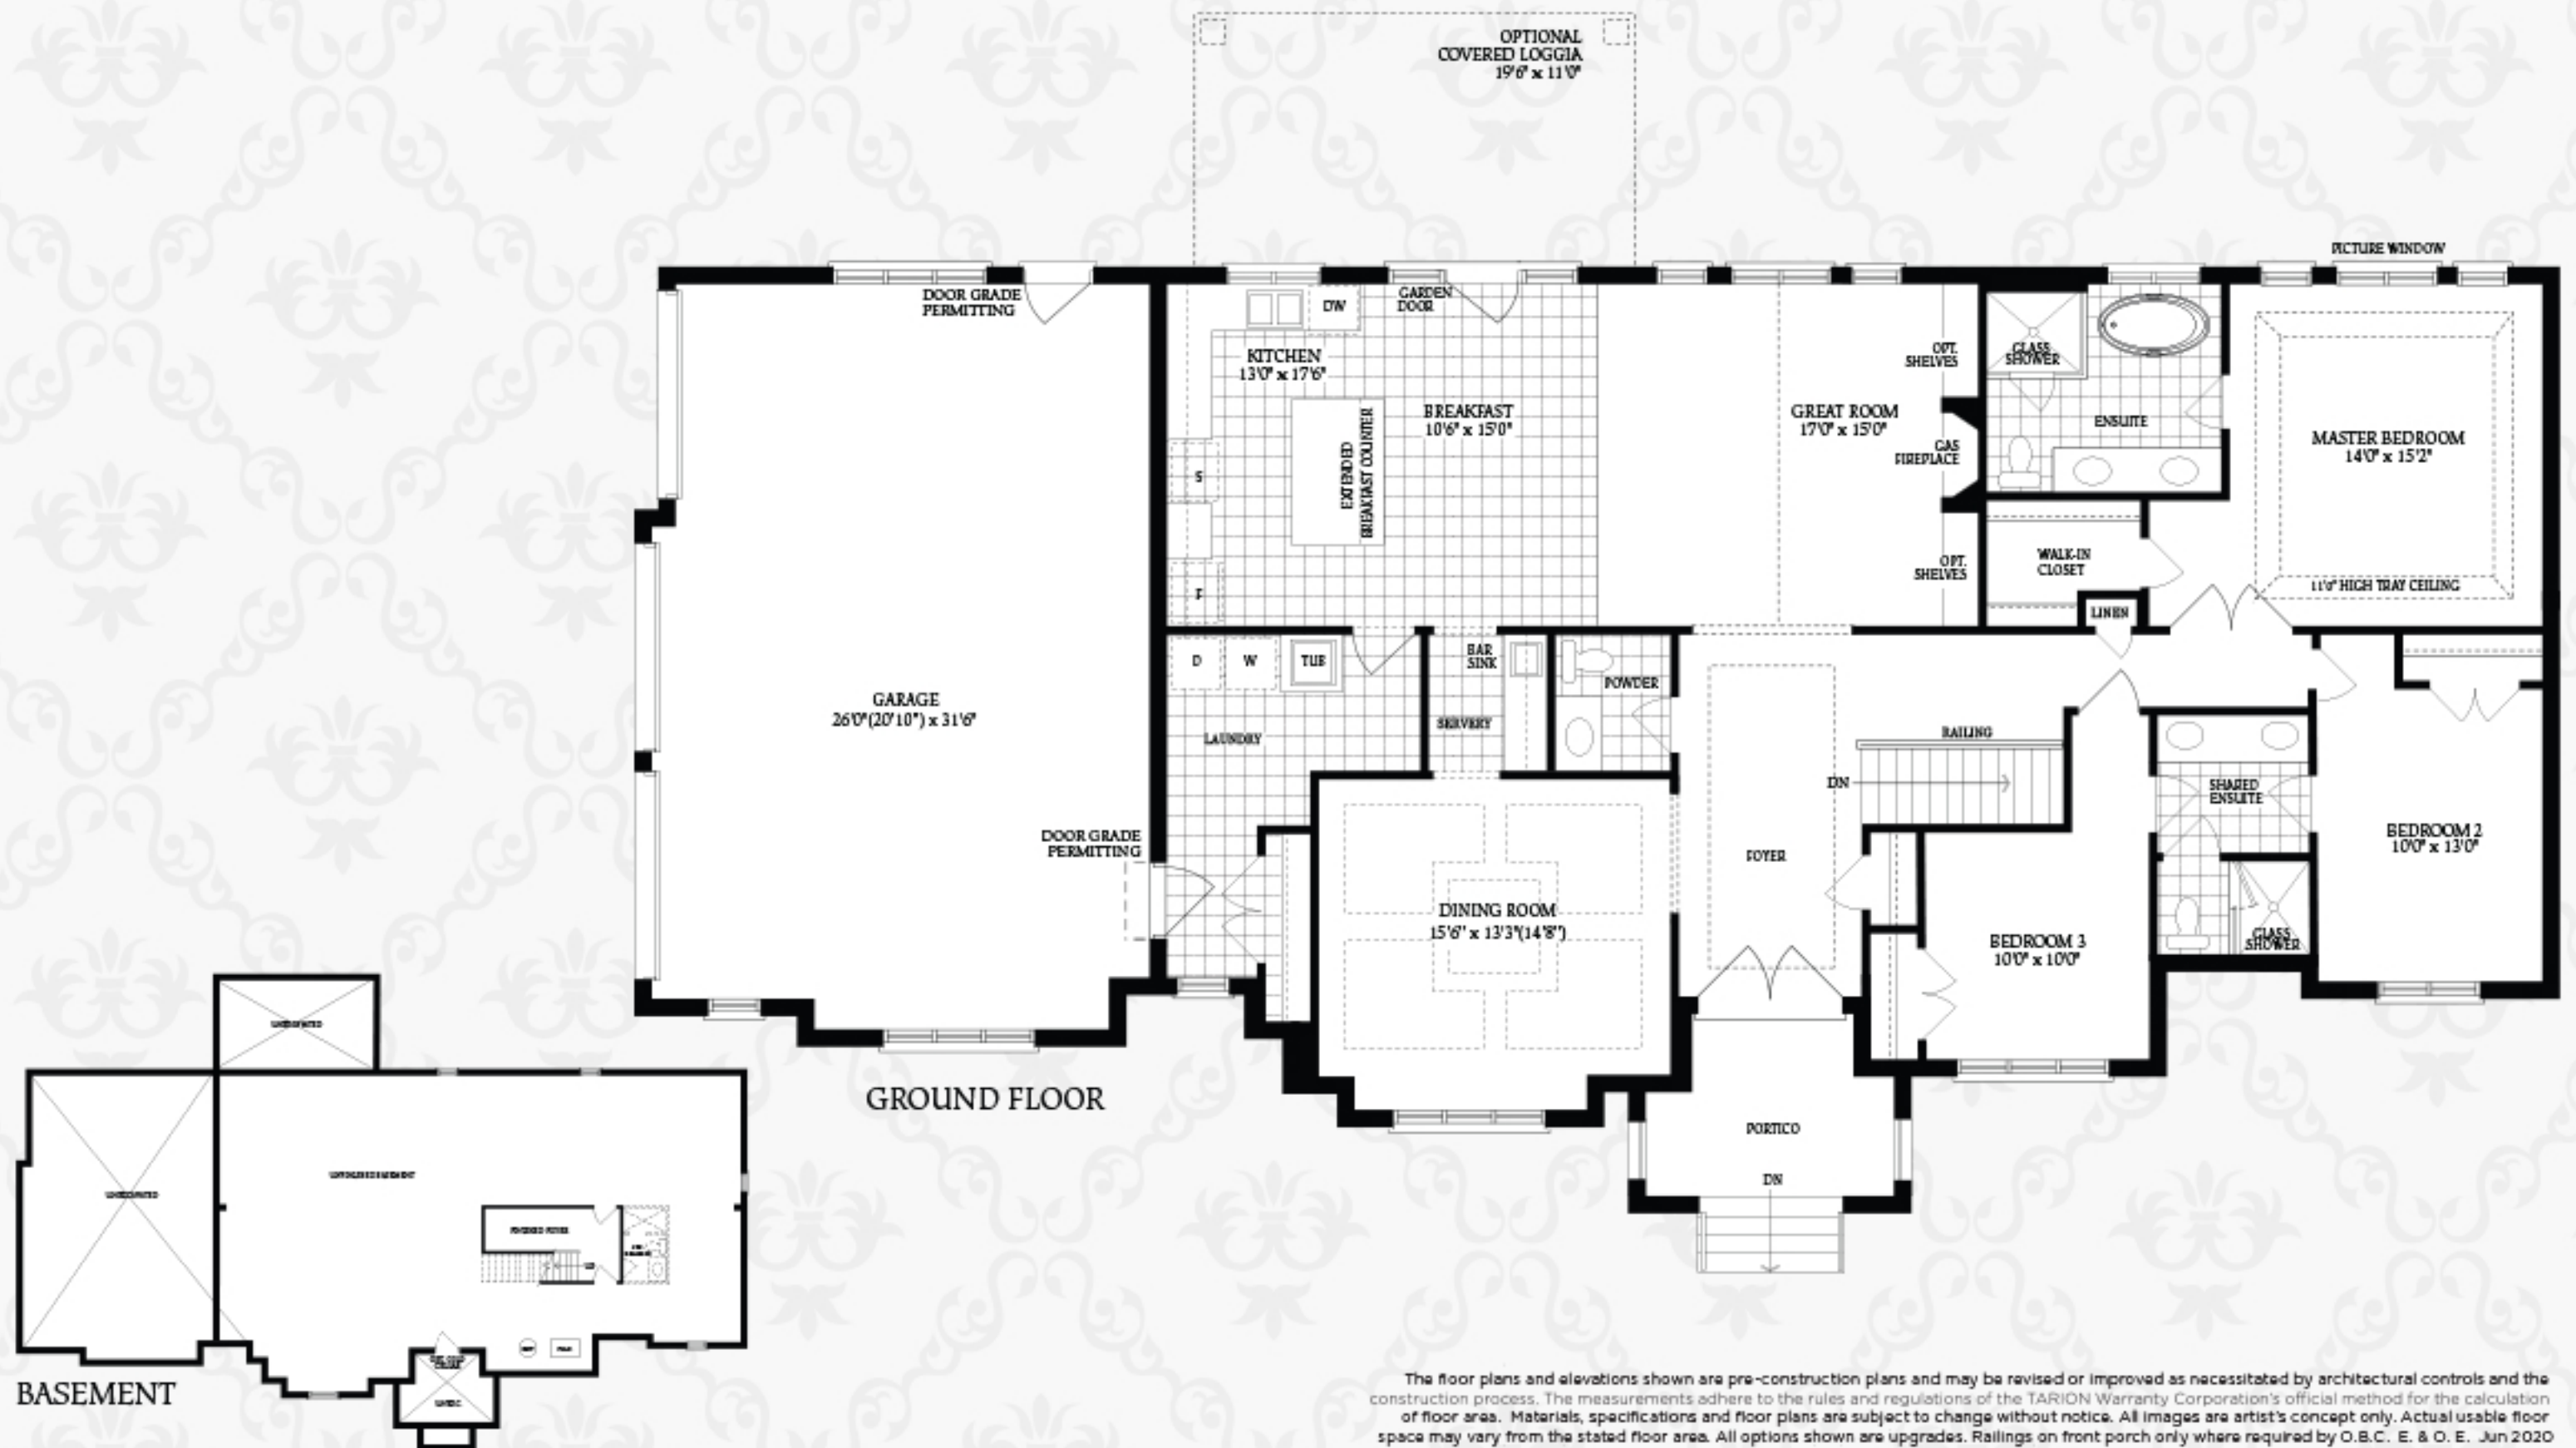 OPTIONAL
COVERED LOGGIA
19'6" x 11'0"
PICTURE WINDOW
DOOR GRADE
PERMITTING
GARDEN
DOOR
DW
KITCHEN
13'0" x 17'6"
EXTENDED
BREAKFAST COUNTER
BREAKFAST
10'6" x 15'0"
S
F
GREAT ROOM
17'0" x 15'0"
OPT.
SHELVES
GAS
FIREPLACE
OPT.
SHELVES
GLASS
SHOWER
ENSUITE
MASTER BEDROOM
14'0" x 15'2"
11'0" HIGH TRAY CEILING
WALK-IN
CLOSET
LINEN
GARAGE
26'0"(20'10") x 31'6"
D
W
TUB
LAUNDRY
BAR
SINK
SERVERY
POWDER
RAILING
DN
FOYER
SHARED
ENSUITE
GLASS
SHOWER
BEDROOM 2
10'0" x 13'0"
BEDROOM 3
10'0" x 10'0"
DOOR GRADE
PERMITTING
DINING ROOM
15'6" x 13'3"(14'8")
PORTICO
DN
GROUND FLOOR
UNEXCAVATED
UNEXCAVATED
UNFINISHED BASEMENT
FINISHED FOYER
BASEMENT
The floor plans and elevations shown are pre-construction plans and may be revised or improved as necessitated by architectural controls and the
construction process. The measurements adhere to the rules and regulations of the TARION Warranty Corporation's official method for the calculation
of floor area. Materials, specifications and floor plans are subject to change without notice. All images are artist's concept only. Actual usable floor
space may vary from the stated floor area. All options shown are upgrades. Railings on front porch only where required by O.B.C. E. & O. E. Jun 2020